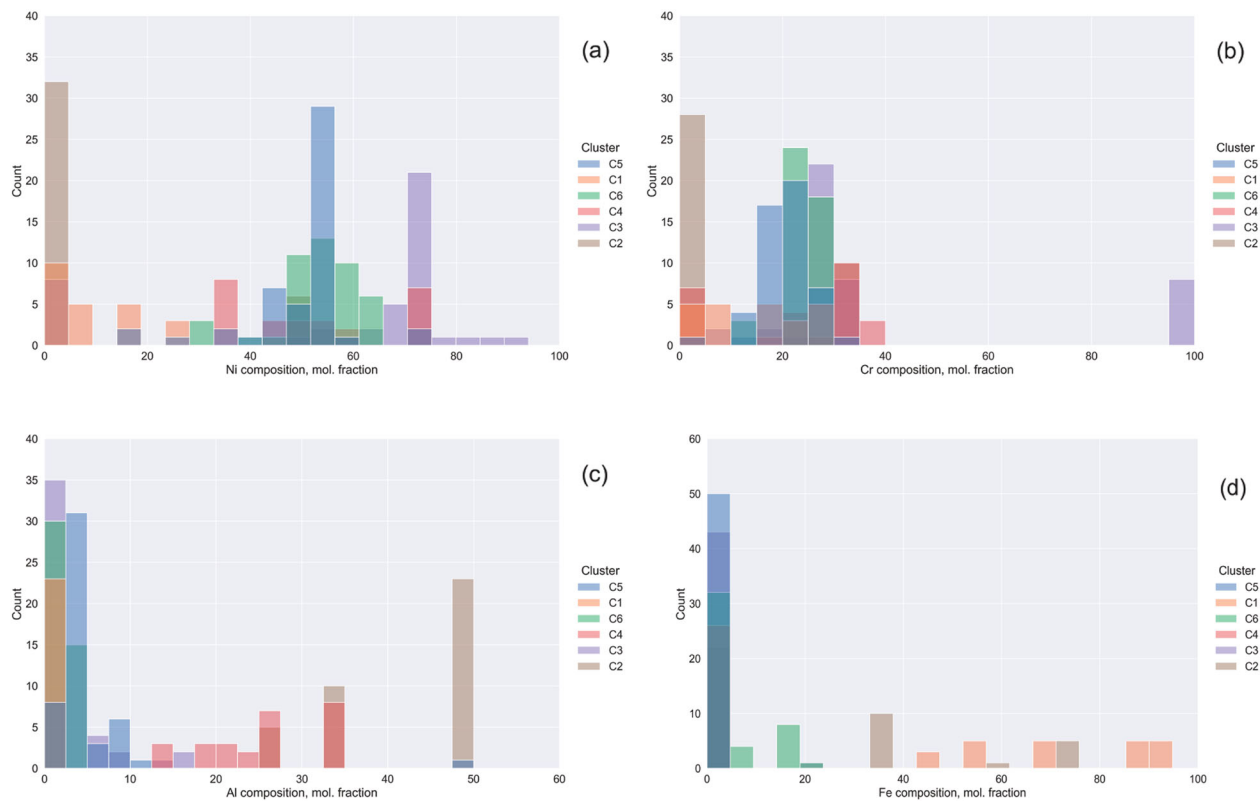 (a)
40
35
30
25
20
15
10
5
0
Count
0 20 40 60 80 100
Ni composition, mol. fraction
Cluster
C5
C1
C6
C4
C3
C2
(b)
40
35
30
25
20
15
10
5
0
Count
0 20 40 60 80 100
Cr composition, mol. fraction
Cluster
C5
C1
C6
C4
C3
C2
(c)
40
35
30
25
20
15
10
5
0
Count
0 10 20 30 40 50 60
Al composition, mol. fraction
Cluster
C5
C1
C6
C4
C3
C2
(d)
60
50
40
30
20
10
0
Count
0 20 40 60 80 100
Fe composition, mol. fraction
Cluster
C5
C1
C6
C4
C3
C2